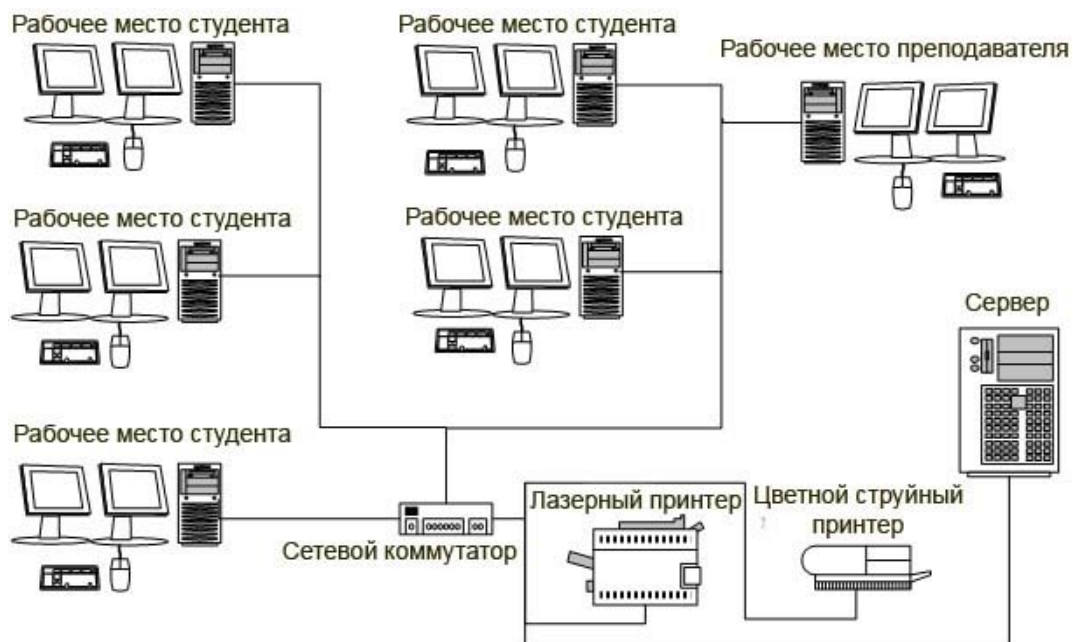 Рабочее место студента
Рабочее место студента
Рабочее место преподавателя
Рабочее место студента
Рабочее место студента
Сервер
Рабочее место студента
Лазерный принтер
Цветной струйный
принтер
Сетевой коммутатор